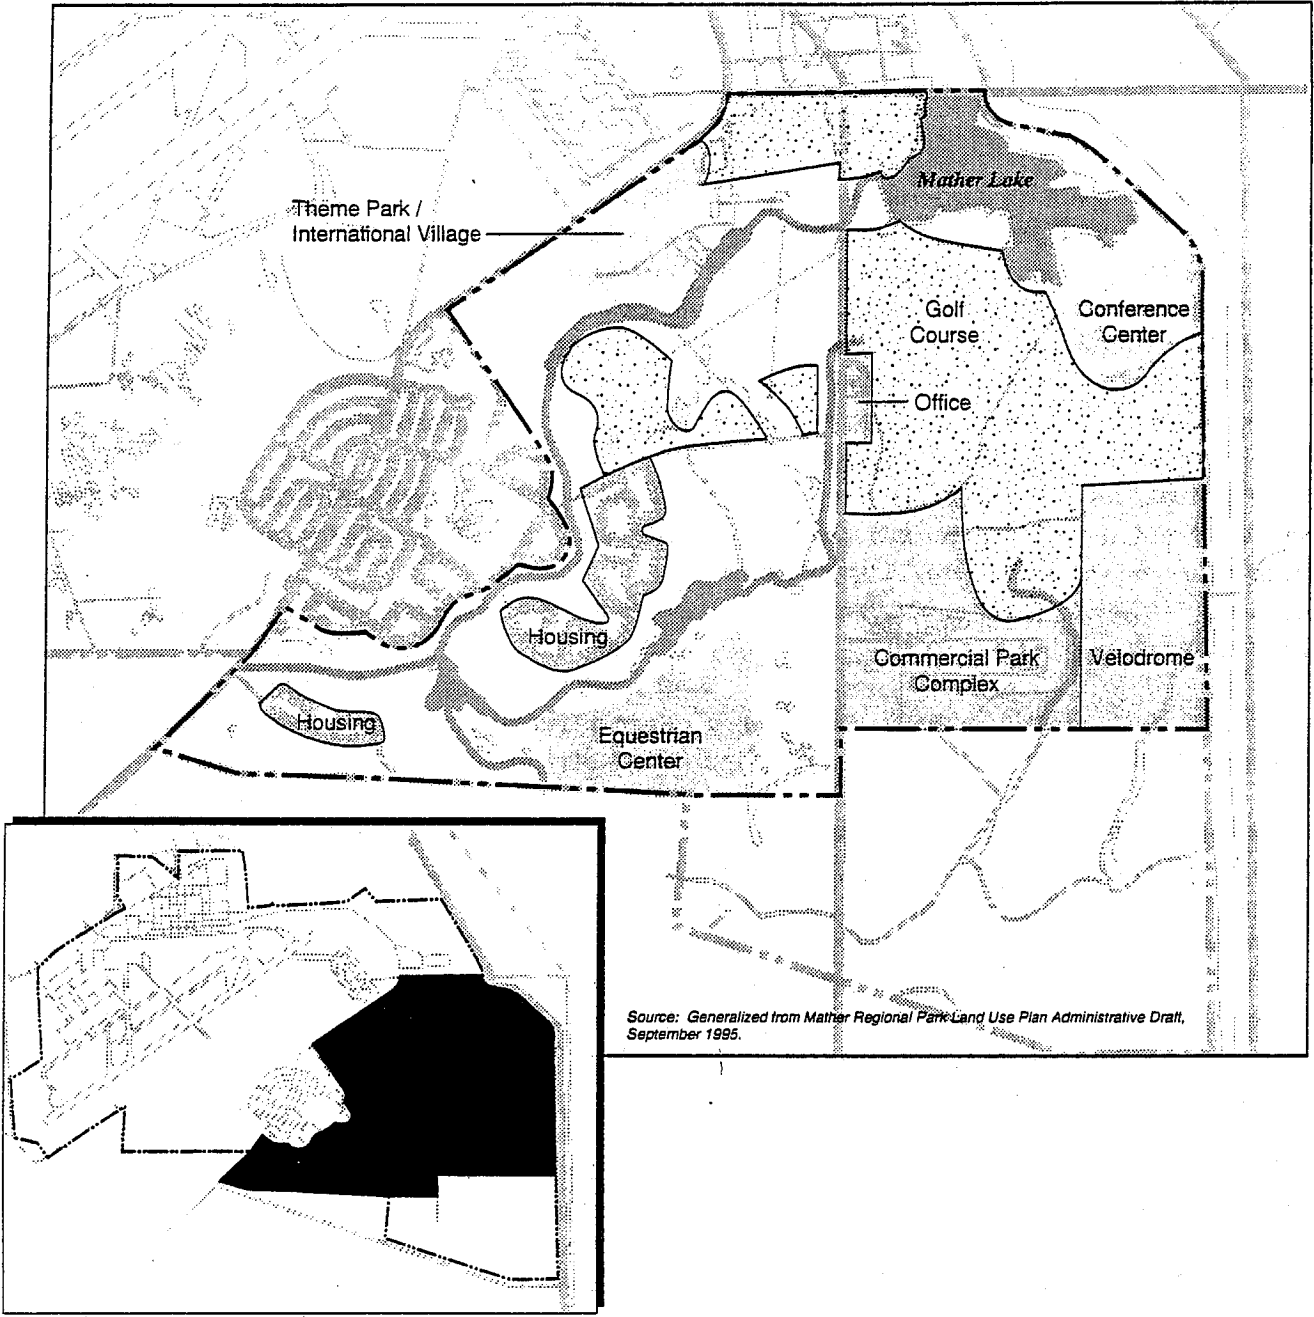 Mather Lake
Theme Park /
International Village
Golf
Course
Conference
Center
Office
Housing
Commercial Park
Complex
Velodrome
Housing
Equestrian
Center
Source: Generalized from Mather Regional Park Land Use Plan Administrative Draft,
September 1995.